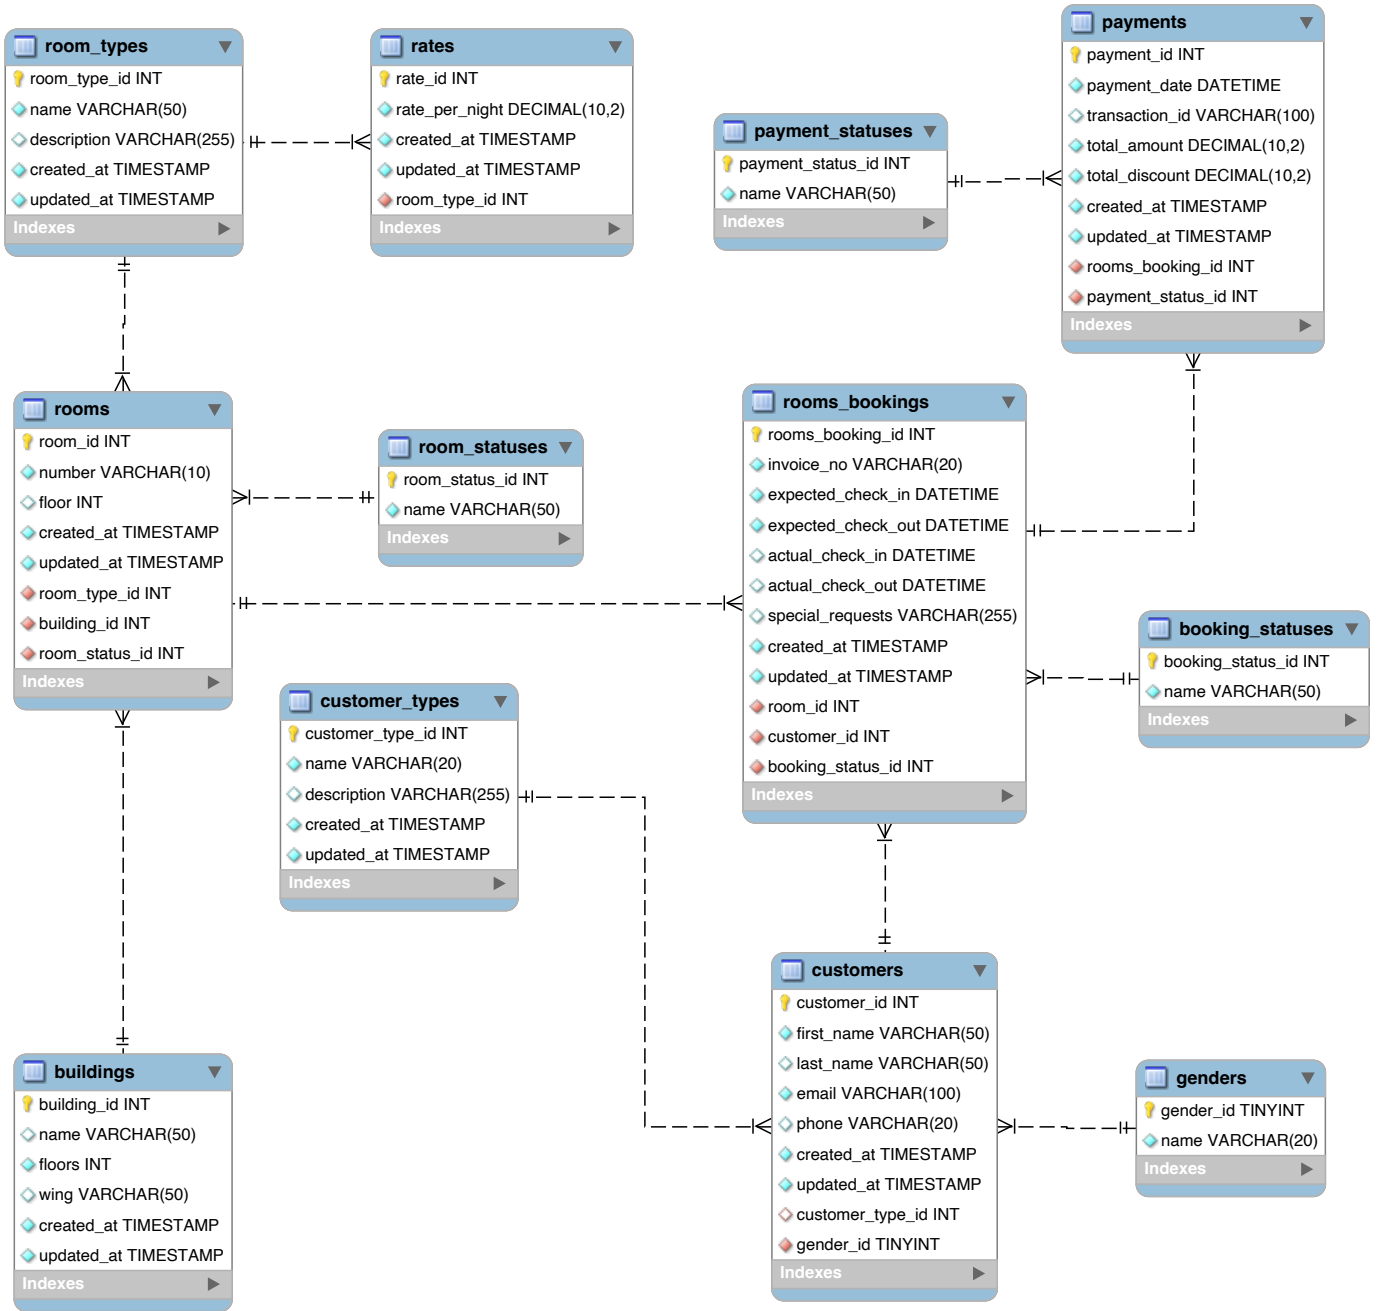 room_types
room_type_id INT
name VARCHAR(50)
description VARCHAR(255)
created_at TIMESTAMP
updated_at TIMESTAMP
Indexes
rates
rate_id INT
rate_per_night DECIMAL(10,2)
created_at TIMESTAMP
updated_at TIMESTAMP
room_type_id INT
Indexes
payment_statuses
payment_status_id INT
name VARCHAR(50)
Indexes
payments
payment_id INT
payment_date DATETIME
transaction_id VARCHAR(100)
total_amount DECIMAL(10,2)
total_discount DECIMAL(10,2)
created_at TIMESTAMP
updated_at TIMESTAMP
rooms_booking_id INT
payment_status_id INT
Indexes
rooms
room_id INT
number VARCHAR(10)
floor INT
created_at TIMESTAMP
updated_at TIMESTAMP
room_type_id INT
building_id INT
room_status_id INT
Indexes
room_statuses
room_status_id INT
name VARCHAR(50)
Indexes
rooms_bookings
rooms_booking_id INT
invoice_no VARCHAR(20)
expected_check_in DATETIME
expected_check_out DATETIME
actual_check_in DATETIME
actual_check_out DATETIME
special_requests VARCHAR(255)
created_at TIMESTAMP
updated_at TIMESTAMP
room_id INT
customer_id INT
booking_status_id INT
Indexes
booking_statuses
booking_status_id INT
name VARCHAR(50)
Indexes
customer_types
customer_type_id INT
name VARCHAR(20)
description VARCHAR(255)
created_at TIMESTAMP
updated_at TIMESTAMP
Indexes
buildings
building_id INT
name VARCHAR(50)
floors INT
wing VARCHAR(50)
created_at TIMESTAMP
updated_at TIMESTAMP
Indexes
customers
customer_id INT
first_name VARCHAR(50)
last_name VARCHAR(50)
email VARCHAR(100)
phone VARCHAR(20)
created_at TIMESTAMP
updated_at TIMESTAMP
customer_type_id INT
gender_id TINYINT
Indexes
genders
gender_id TINYINT
name VARCHAR(20)
Indexes